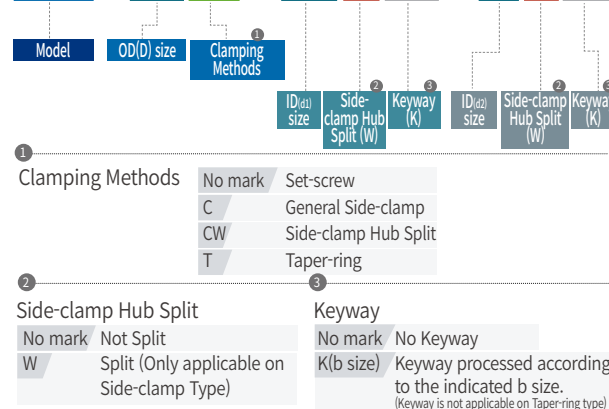 1
Model OD(D) size Clamping
Methods
2 3 2 3
ID(d1) Side- Keyway ID(d2) Side-clamp Keyway
size clamp Hub (K) size Hub Split (K)
Split (W) (W)
1
Clamping Methods No mark Set-screw
C General Side-clamp
CW Side-clamp Hub Split
T Taper-ring
2 3
Side-clamp Hub Split Keyway
No mark Not Split No mark No Keyway
W Split (Only applicable on K(b size) Keyway processed according
Side-clamp Type) to the indicated b size.
(Keyway is not applicable on Taper-ring type)